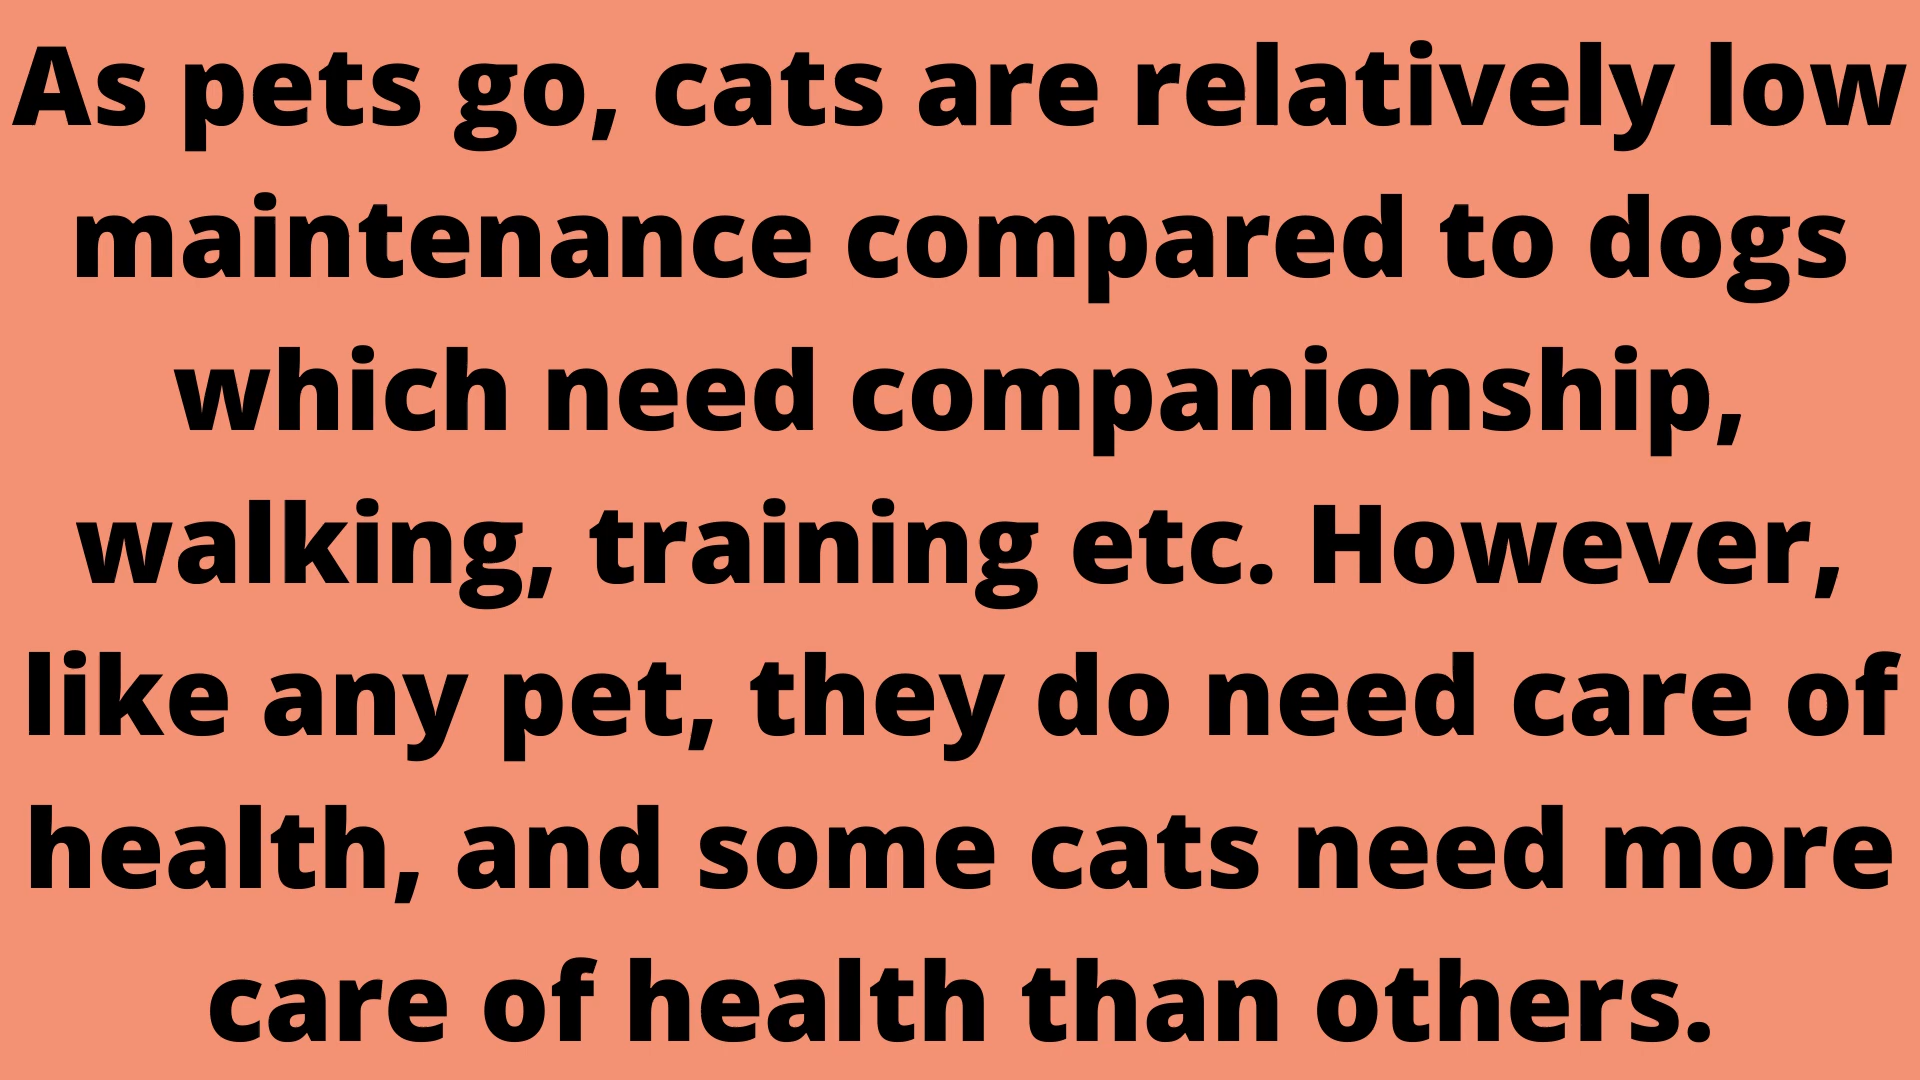 As pets go, cats are relatively low
maintenance compared to dogs
which need companionship,
walking, training etc. However,
like any pet, they do need care of
health, and some cats need more
care of health than others.